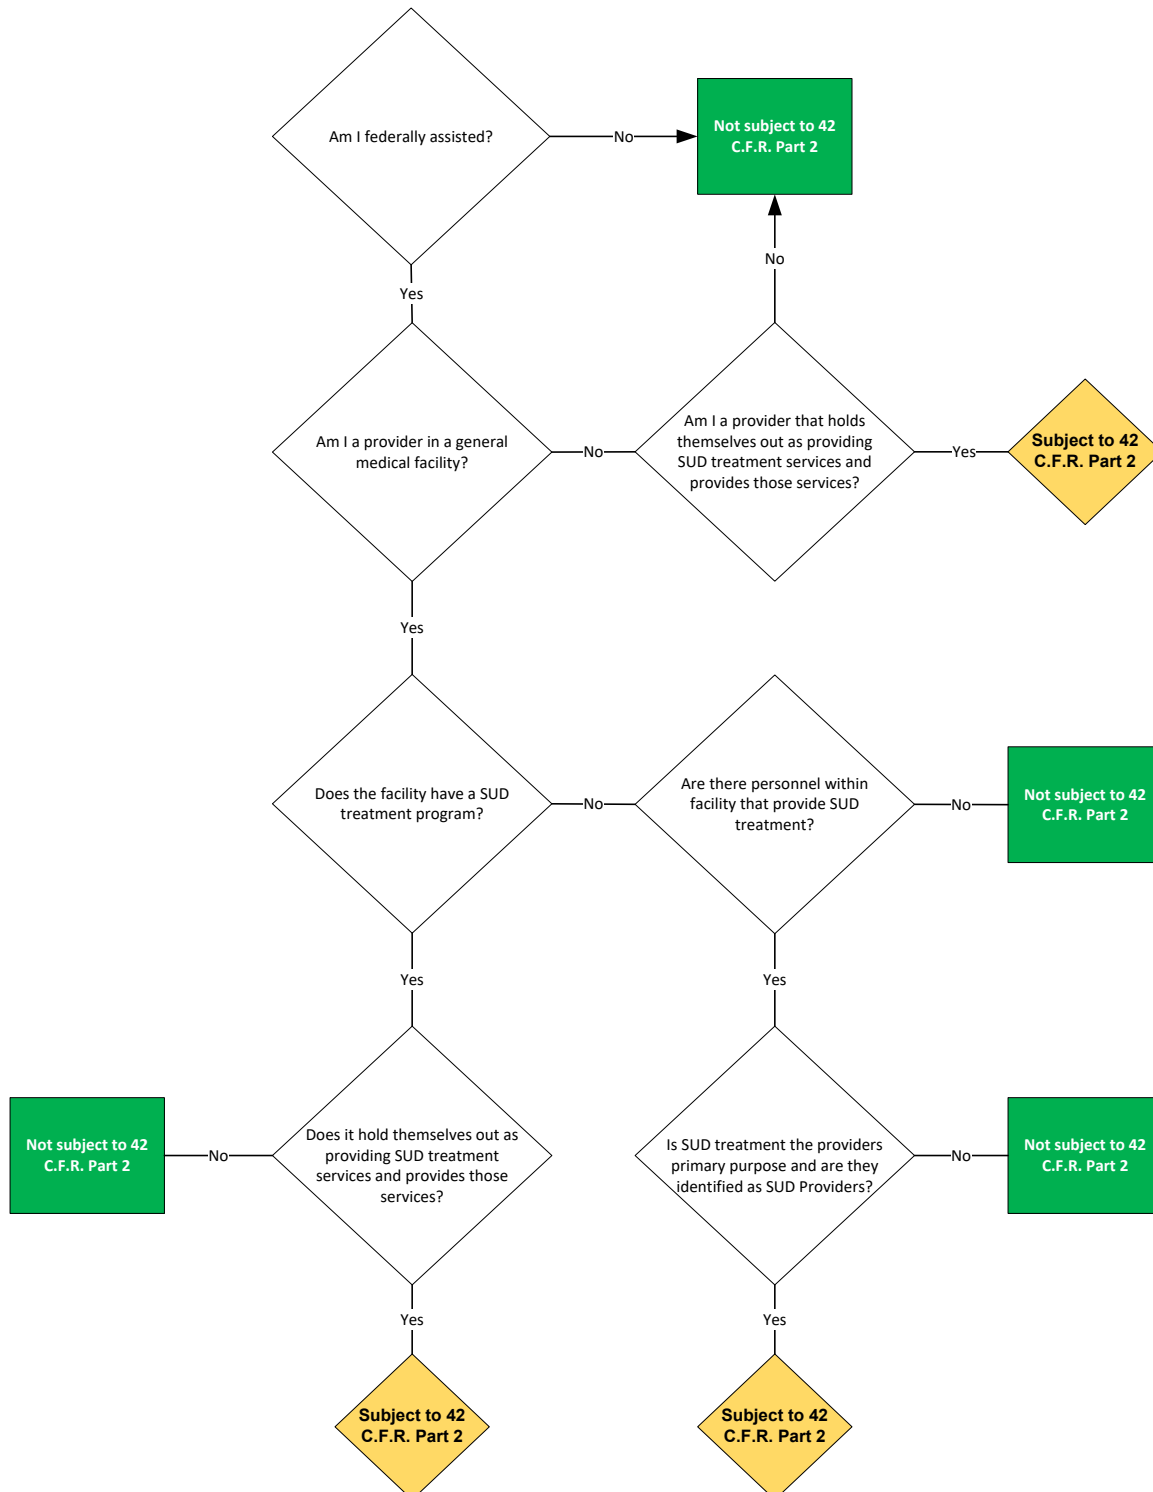 Am I federally assisted?
No
Not subject to 42
C.F.R. Part 2
No
Yes
Am I a provider in a general
medical facility?
No
Am I a provider that holds
themselves out as providing
SUD treatment services and
provides those services?
Yes
Subject to 42
C.F.R. Part 2
Yes
Does the facility have a SUD
treatment program?
No
Are there personnel within
facility that provide SUD
treatment?
No
Not subject to 42
C.F.R. Part 2
Yes
Yes
Not subject to 42
C.F.R. Part 2
No
Does it hold themselves out as
providing SUD treatment
services and provides those
services?
Is SUD treatment the providers
primary purpose and are they
identified as SUD Providers?
No
Not subject to 42
C.F.R. Part 2
Yes
Yes
Subject to 42
C.F.R. Part 2
Subject to 42
C.F.R. Part 2